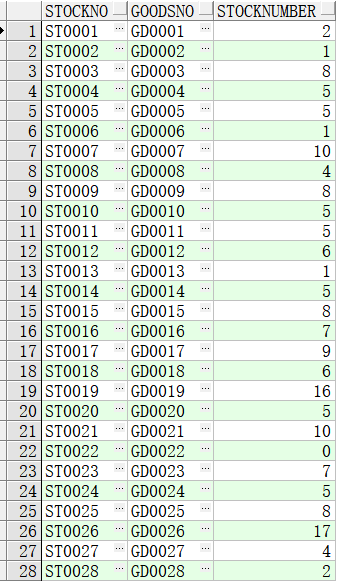 STOCKNO GOODSNO STOCKNUMBER
1 ST0001 ... GD0001 ... 2
2 ST0002 ... GD0002 ... 1
3 ST0003 ... GD0003 ... 8
4 ST0004 ... GD0004 ... 5
5 ST0005 ... GD0005 ... 5
6 ST0006 ... GD0006 ... 1
7 ST0007 ... GD0007 ... 10
8 ST0008 ... GD0008 ... 4
9 ST0009 ... GD0009 ... 8
10 ST0010 ... GD0010 ... 5
11 ST0011 ... GD0011 ... 5
12 ST0012 ... GD0012 ... 6
13 ST0013 ... GD0013 ... 1
14 ST0014 ... GD0014 ... 5
15 ST0015 ... GD0015 ... 8
16 ST0016 ... GD0016 ... 7
17 ST0017 ... GD0017 ... 9
18 ST0018 ... GD0018 ... 6
19 ST0019 ... GD0019 ... 16
20 ST0020 ... GD0020 ... 5
21 ST0021 ... GD0021 ... 10
22 ST0022 ... GD0022 ... 0
23 ST0023 ... GD0023 ... 7
24 ST0024 ... GD0024 ... 5
25 ST0025 ... GD0025 ... 8
26 ST0026 ... GD0026 ... 17
27 ST0027 ... GD0027 ... 4
28 ST0028 ... GD0028 ... 2